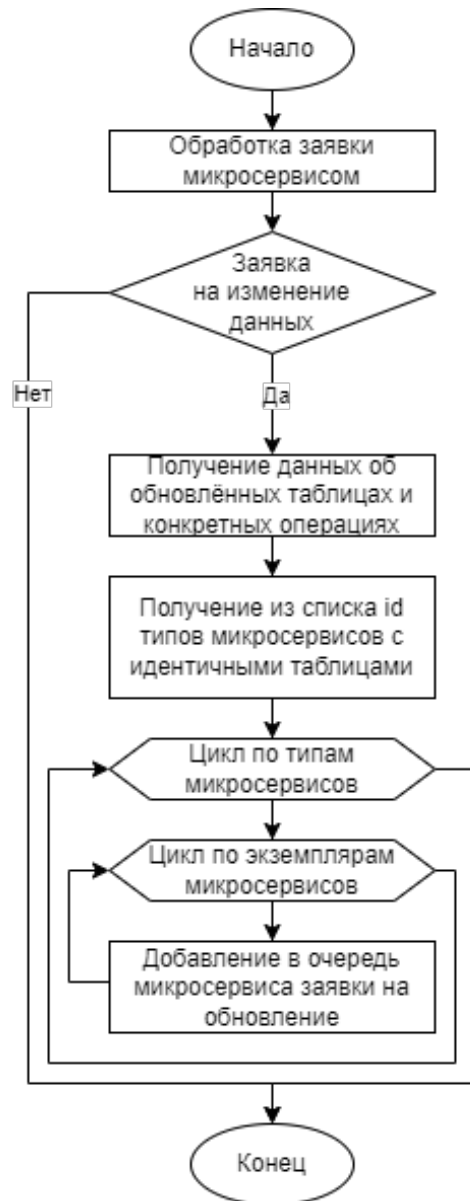 Начало
Обработка заявки
микросервисом
Заявка
на изменение
данных
Нет
Да
Получение данных об
обновлённых таблицах и
конкретных операциях
Получение из списка id
типов микросервисов с
идентичными таблицами
Цикл по типам
микросервисов
Цикл по экземплярам
микросервисов
Добавление в очередь
микросервиса заявки на
обновление
Конец